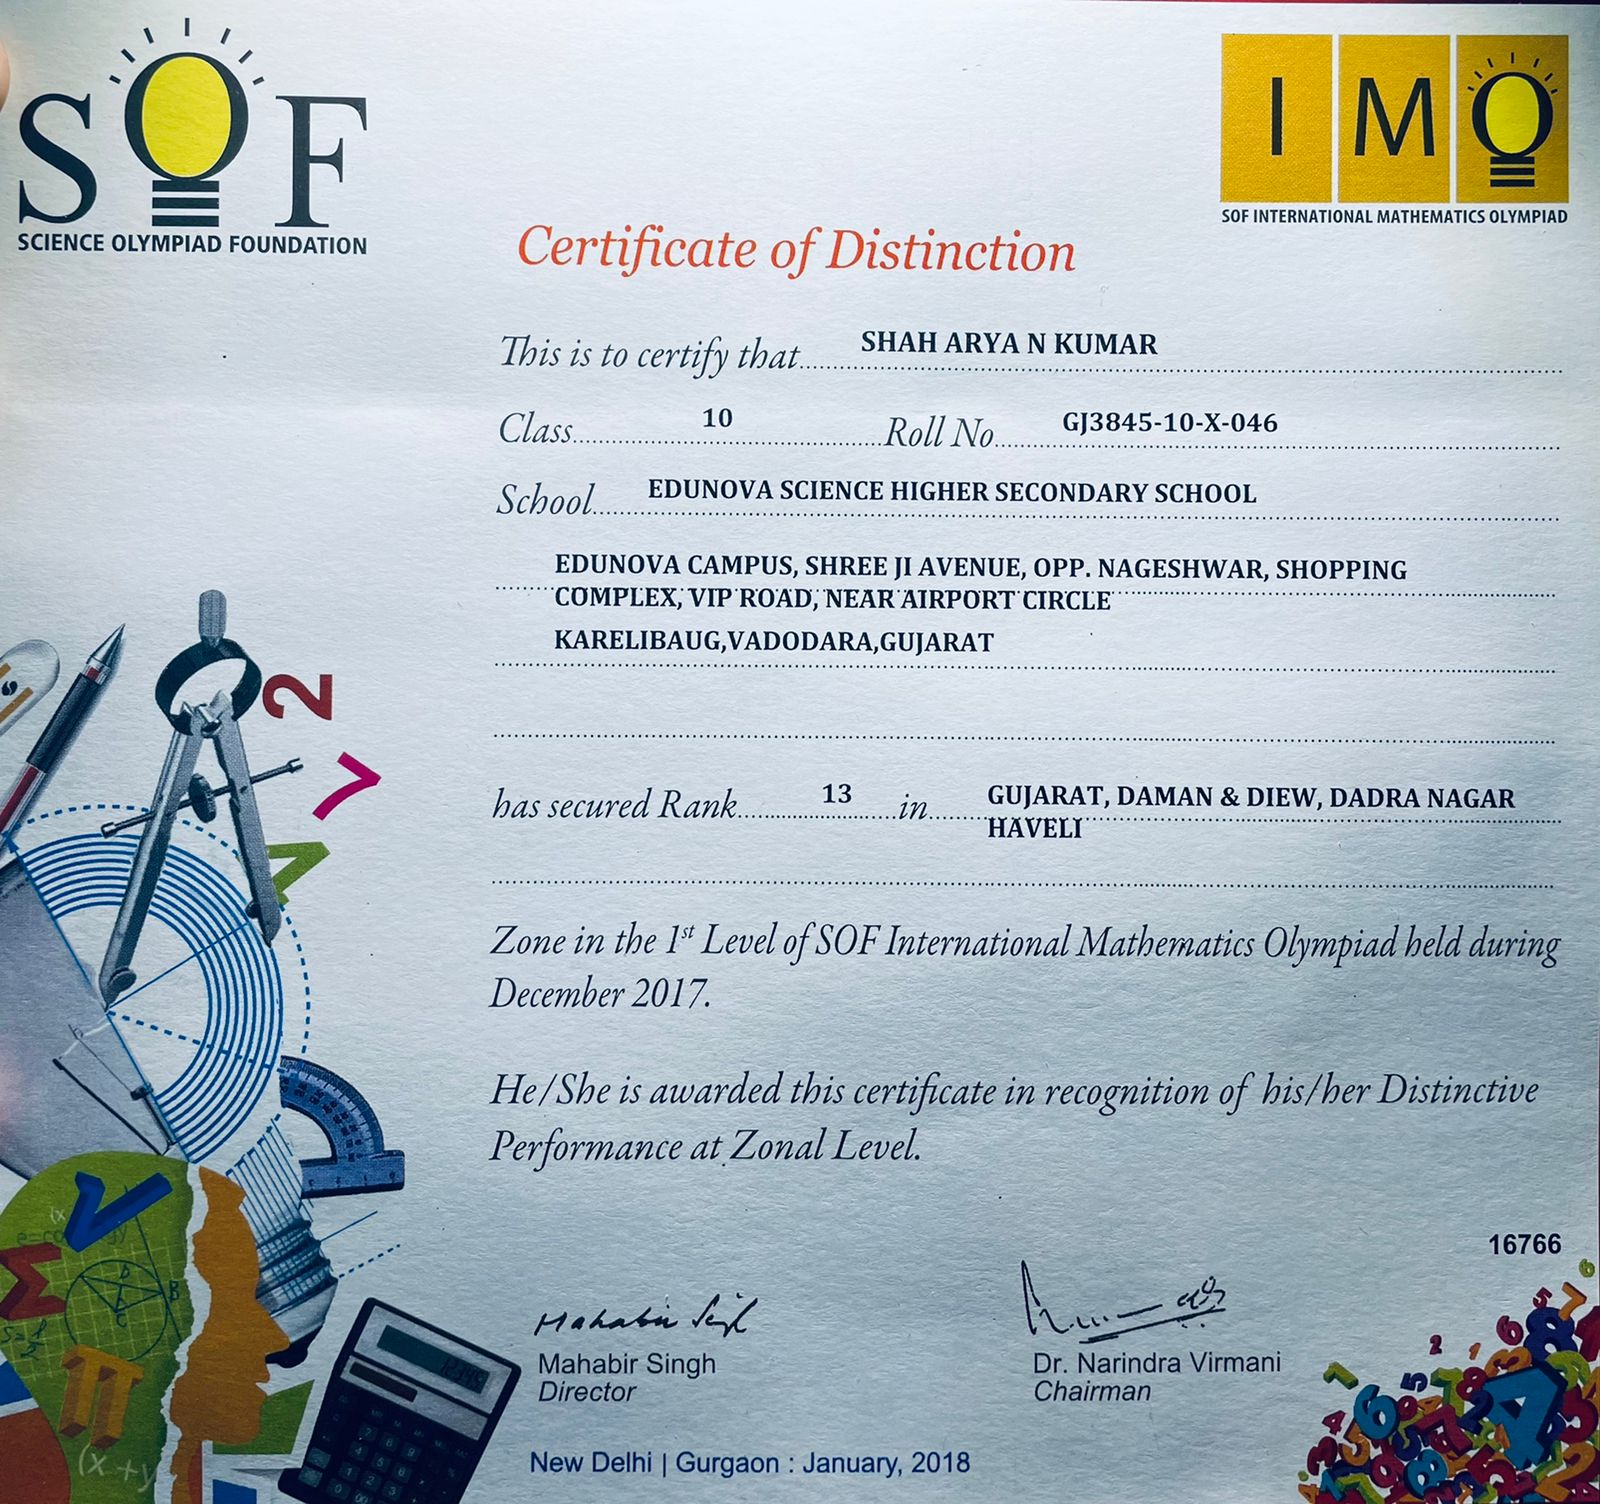 SOF
SCIENCE OLYMPIAD FOUNDATION
IMO
SOF INTERNATIONAL MATHEMATICS OLYMPIAD
Certificate of Distinction
This is to certify that SHAH ARYA N KUMAR
Class 10 Roll No GJ3845-10-X-046
School EDUNOVA SCIENCE HIGHER SECONDARY SCHOOL
EDUNOVA CAMPUS, SHREE JI AVENUE, OPP. NAGESHWAR, SHOPPING
COMPLEX, VIP ROAD, NEAR AIRPORT CIRCLE
KARELIBAUG,VADODARA,GUJARAT
has secured Rank 13 in GUJARAT, DAMAN & DIEW, DADRA NAGAR
HAVELI
Zone in the 1st Level of SOF International Mathematics Olympiad held during
December 2017.
He/She is awarded this certificate in recognition of his/her Distinctive
Performance at Zonal Level.
16766
Mahabir Singh
Mahabir Singh
Director
Dr. Narindra Virmani
Chairman
New Delhi | Gurgaon : January, 2018